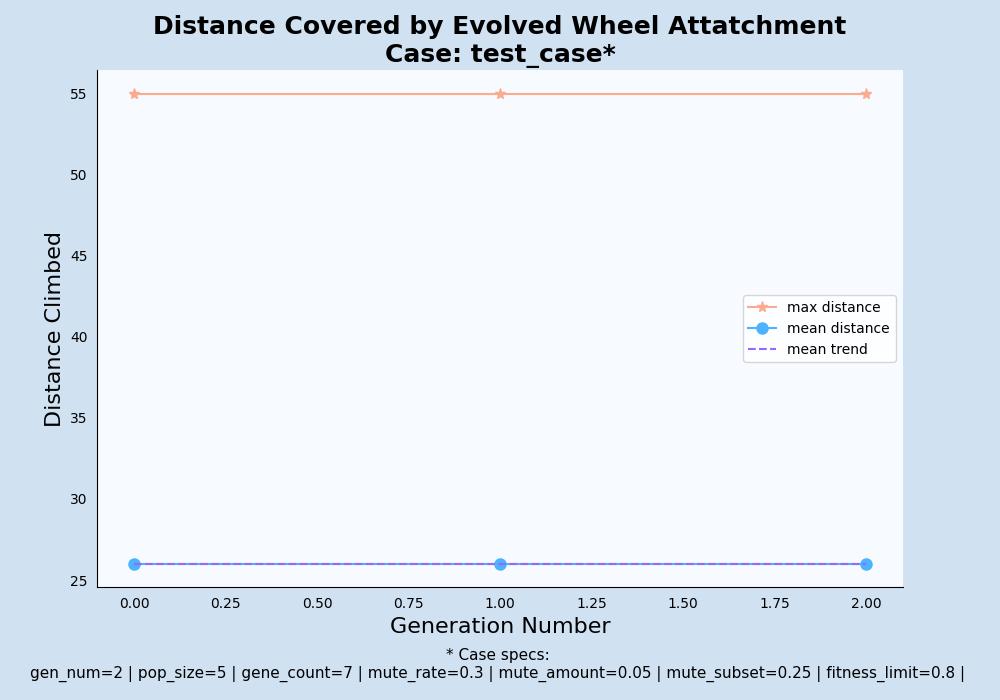 Distance Covered by Evolved Wheel Attatchment
Case: test_case*
55
50
45
40
35
30
25
Distance Climbed
max distance
mean distance
mean trend
0.00 0.25 0.50 0.75 1.00 1.25 1.50 1.75 2.00
Generation Number
* Case specs:
gen_num=2 | pop_size=5 | gene_count=7 | mute_rate=0.3 | mute_amount=0.05 | mute_subset=0.25 | fitness_limit=0.8 |